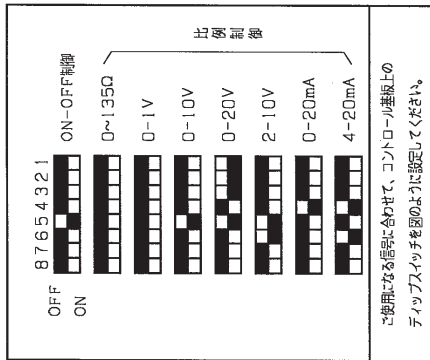 87654321
OFF
ON
ON-OFF制御
0~135Ω
0-1V
0-10V
0-20V
2-10V
0-20mA
4-20mA
比例制御
ご使用になる信号に合わせて、コントロール基板上の
ディップスイッチを図のように設定してください。